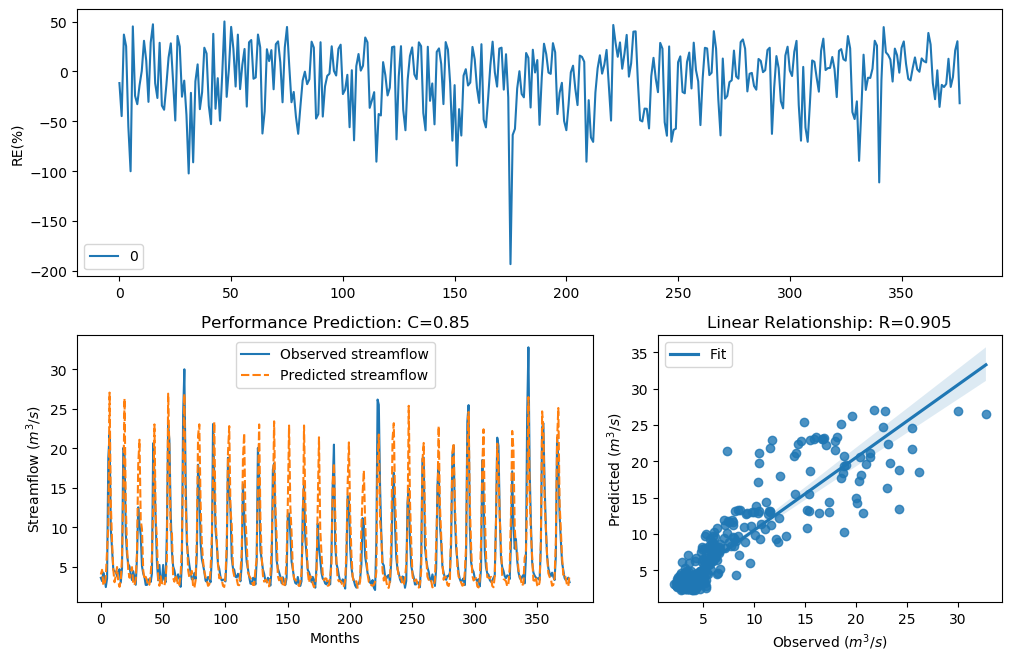 50
0
−50
−100
−150
−200
RE(%)
0
0 50 100 150 200 250 300 350
Performance Prediction: C=0.85
Observed streamflow
Predicted streamflow
30
25
20
15
10
5
Streamflow (m³/s)
0 50 100 150 200 250 300 350
Months
Linear Relationship: R=0.905
Fit
35
30
25
20
15
10
5
Predicted (m³/s)
5 10 15 20 25 30
Observed (m³/s)